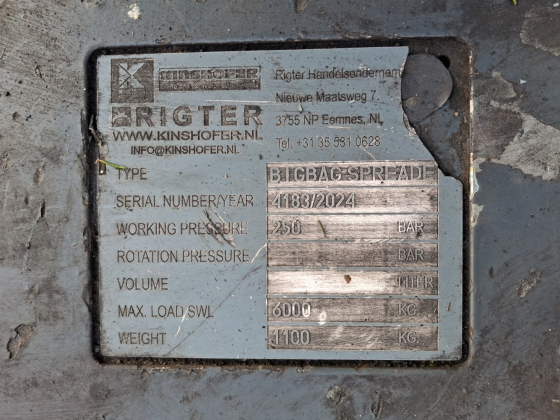 KINSHOFER
RIGTER
WWW.KINSHOFER.NL
INFO@KINSHOFER.NL
Rigter Handelsondernem
Nieuwe Maatsweg 7
3755 NP Eemnes, NL
Tel. +31 35 531 0628
TYPE BIGBAG-SPREADE
SERIAL NUMBER/YEAR 4183/2024
WORKING PRESSURE 250 BAR
ROTATION PRESSURE BAR
VOLUME LITER
MAX. LOAD SWL 6000 KG
WEIGHT 1100 KG